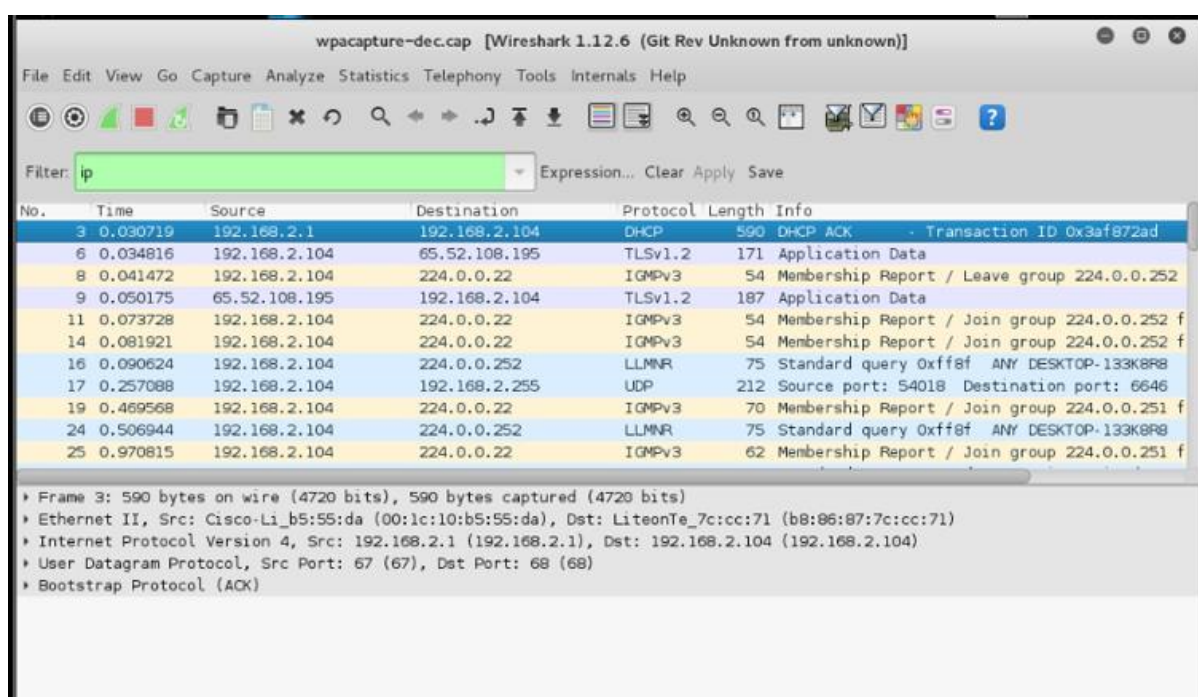 wpacapture-dec.cap [Wireshark 1.12.6 (Git Rev Unknown from unknown)]
File Edit View Go Capture Analyze Statistics Telephony Tools Internals Help
Filter: ip Expression... Clear Apply Save
No. Time Source Destination Protocol Length Info
3 0.030719 192.168.2.1 192.168.2.104 DHCP 590 DHCP ACK - Transaction ID 0x3af872ad
6 0.034816 192.168.2.104 65.52.108.195 TLSv1.2 171 Application Data
8 0.041472 192.168.2.104 224.0.0.22 IGMPv3 54 Membership Report / Leave group 224.0.0.252
9 0.050175 65.52.108.195 192.168.2.104 TLSv1.2 187 Application Data
11 0.073728 192.168.2.104 224.0.0.22 IGMPv3 54 Membership Report / Join group 224.0.0.252 f
14 0.081921 192.168.2.104 224.0.0.22 IGMPv3 54 Membership Report / Join group 224.0.0.252 f
16 0.090624 192.168.2.104 224.0.0.252 LLMNR 75 Standard query 0xff8f ANY DESKTOP-133K8R8
17 0.257088 192.168.2.104 192.168.2.255 UDP 212 Source port: 54018 Destination port: 6646
19 0.469568 192.168.2.104 224.0.0.22 IGMPv3 70 Membership Report / Join group 224.0.0.251 f
24 0.506944 192.168.2.104 224.0.0.252 LLMNR 75 Standard query 0xff8f ANY DESKTOP-133K8R8
25 0.970815 192.168.2.104 224.0.0.22 IGMPv3 62 Membership Report / Join group 224.0.0.251 f
Frame 3: 590 bytes on wire (4720 bits), 590 bytes captured (4720 bits)
Ethernet II, Src: Cisco-Li_b5:55:da (00:1c:10:b5:55:da), Dst: LiteonTe_7c:cc:71 (b8:86:87:7c:cc:71)
Internet Protocol Version 4, Src: 192.168.2.1 (192.168.2.1), Dst: 192.168.2.104 (192.168.2.104)
User Datagram Protocol, Src Port: 67 (67), Dst Port: 68 (68)
Bootstrap Protocol (ACK)